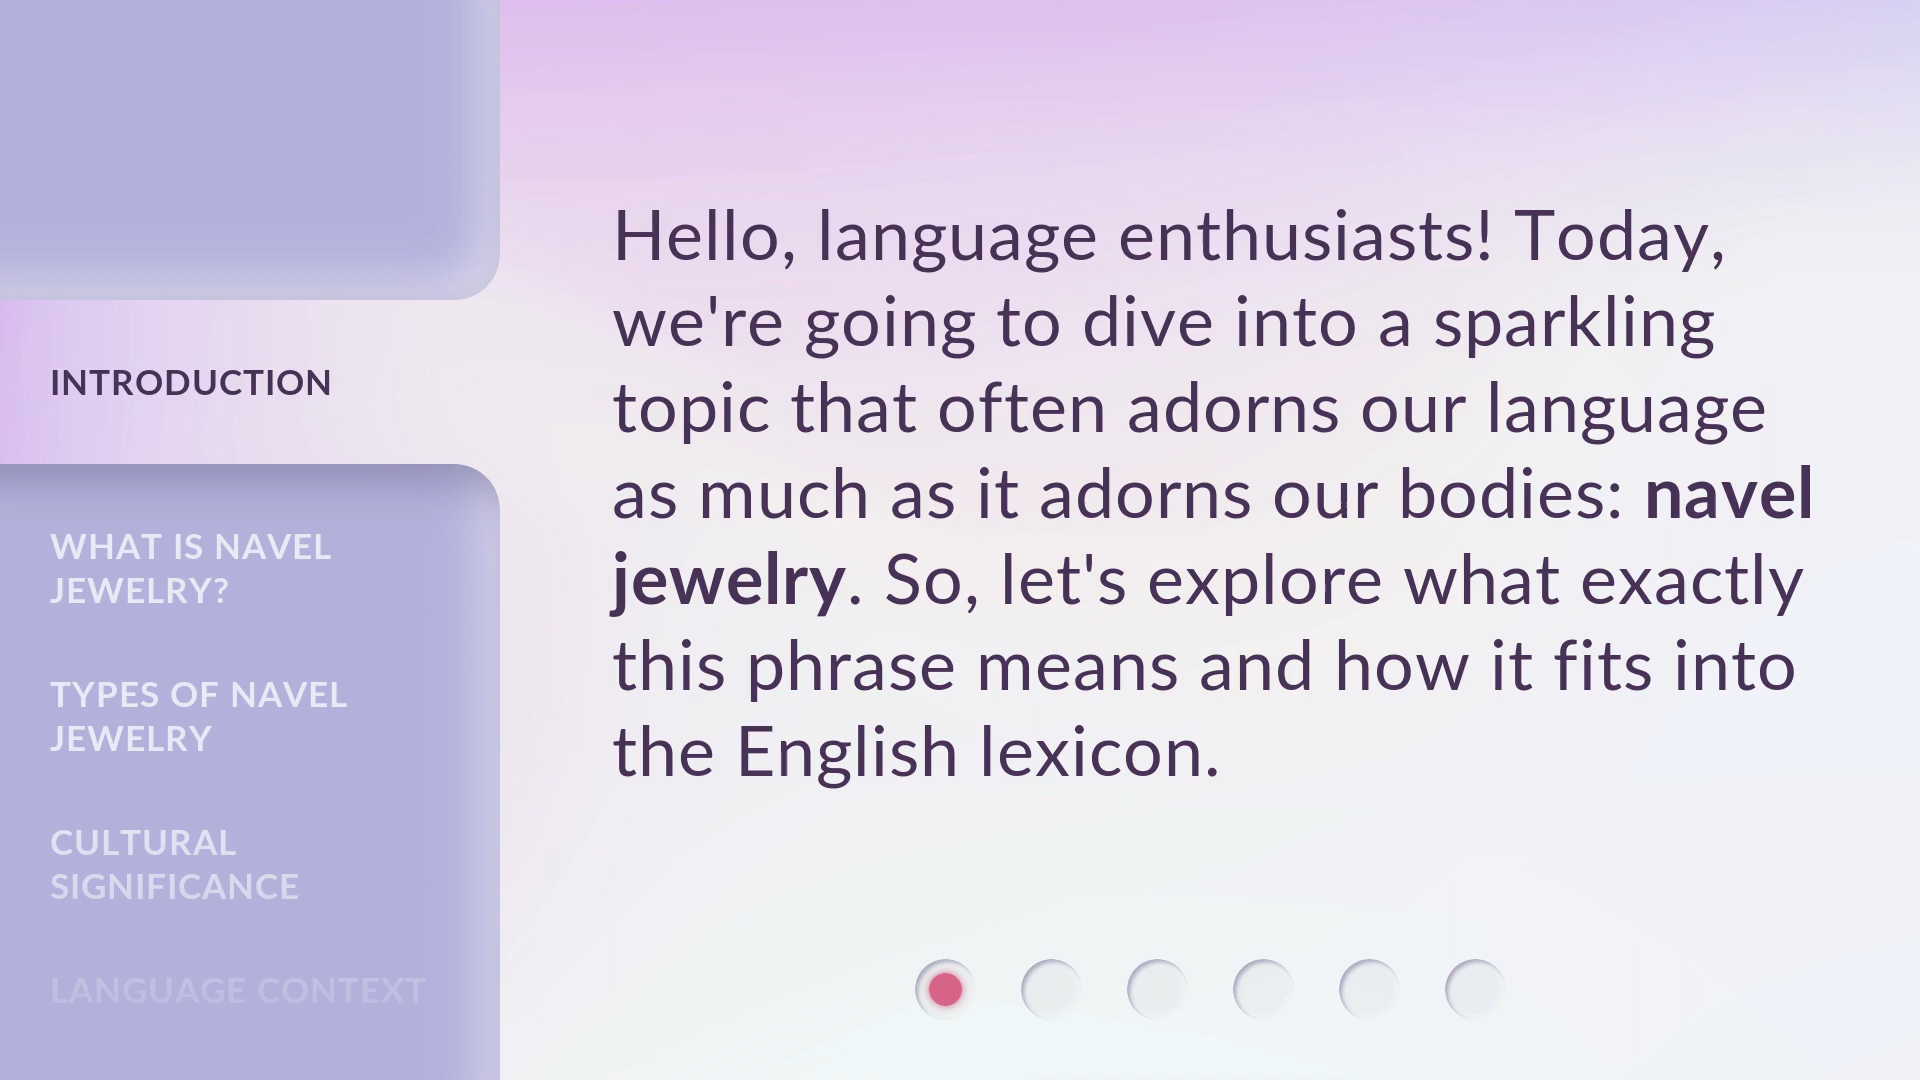 INTRODUCTION
WHAT IS NAVEL
JEWELRY?
TYPES OF NAVEL
JEWELRY
CULTURAL
SIGNIFICANCE
LANGUAGE CONTEXT
Hello, language enthusiasts! Today,
we're going to dive into a sparkling
topic that often adorns our language
as much as it adorns our bodies: navel
jewelry. So, let's explore what exactly
this phrase means and how it fits into
the English lexicon.